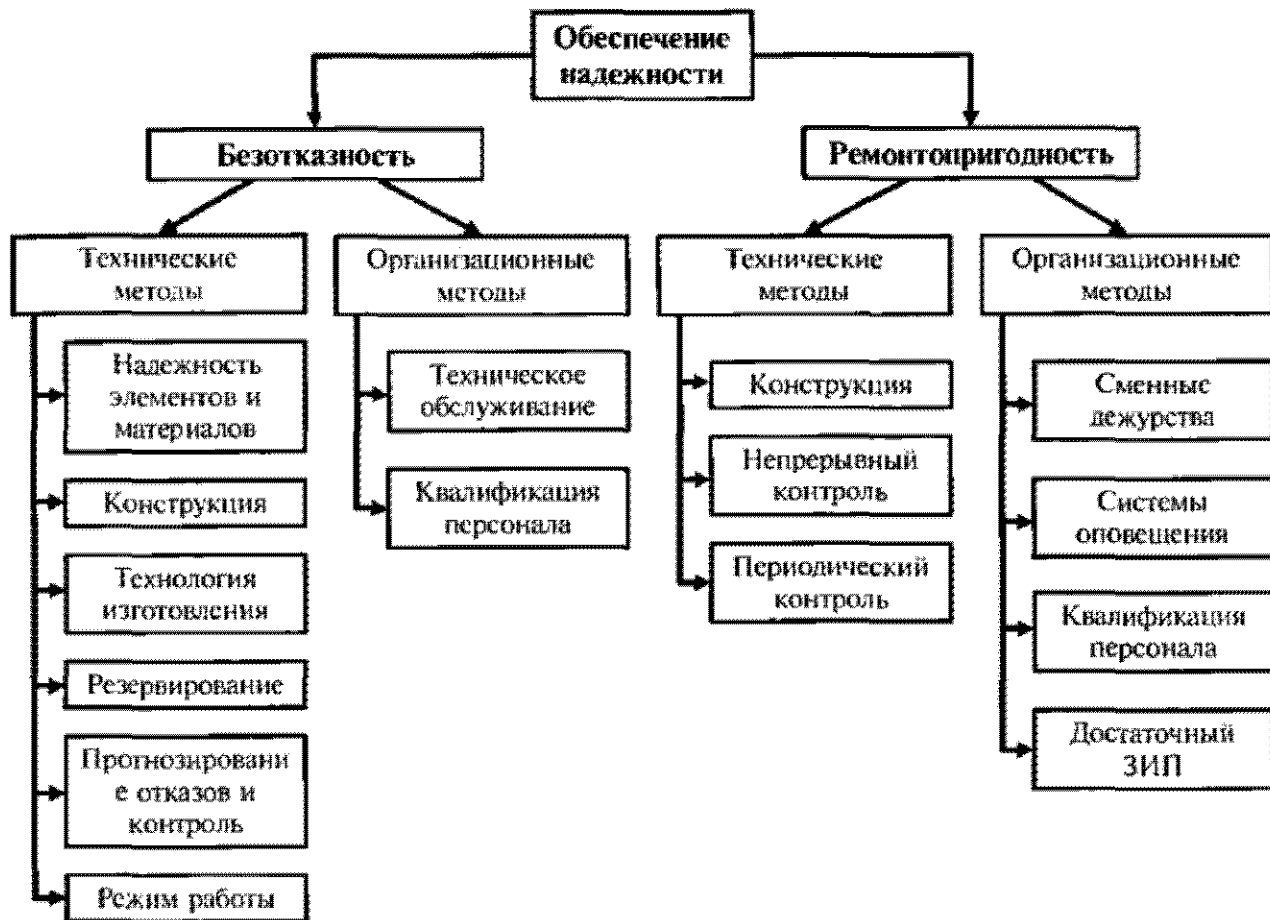 Обеспечение
надежности
Безотказность
Ремонтопригодность
Технические
методы
Организационные
методы
Технические
методы
Организационные
методы
Надежность
элементов и
материалов
Конструкция
Технология
изготовления
Резервирование
Прогнозировани
е отказов и
контроль
Режим работы
Техническое
обслуживание
Квалификация
персонала
Конструкция
Непрерывный
контроль
Периодический
контроль
Сменные
дежурства
Системы
оповещения
Квалификация
персонала
Достаточный
ЗИП